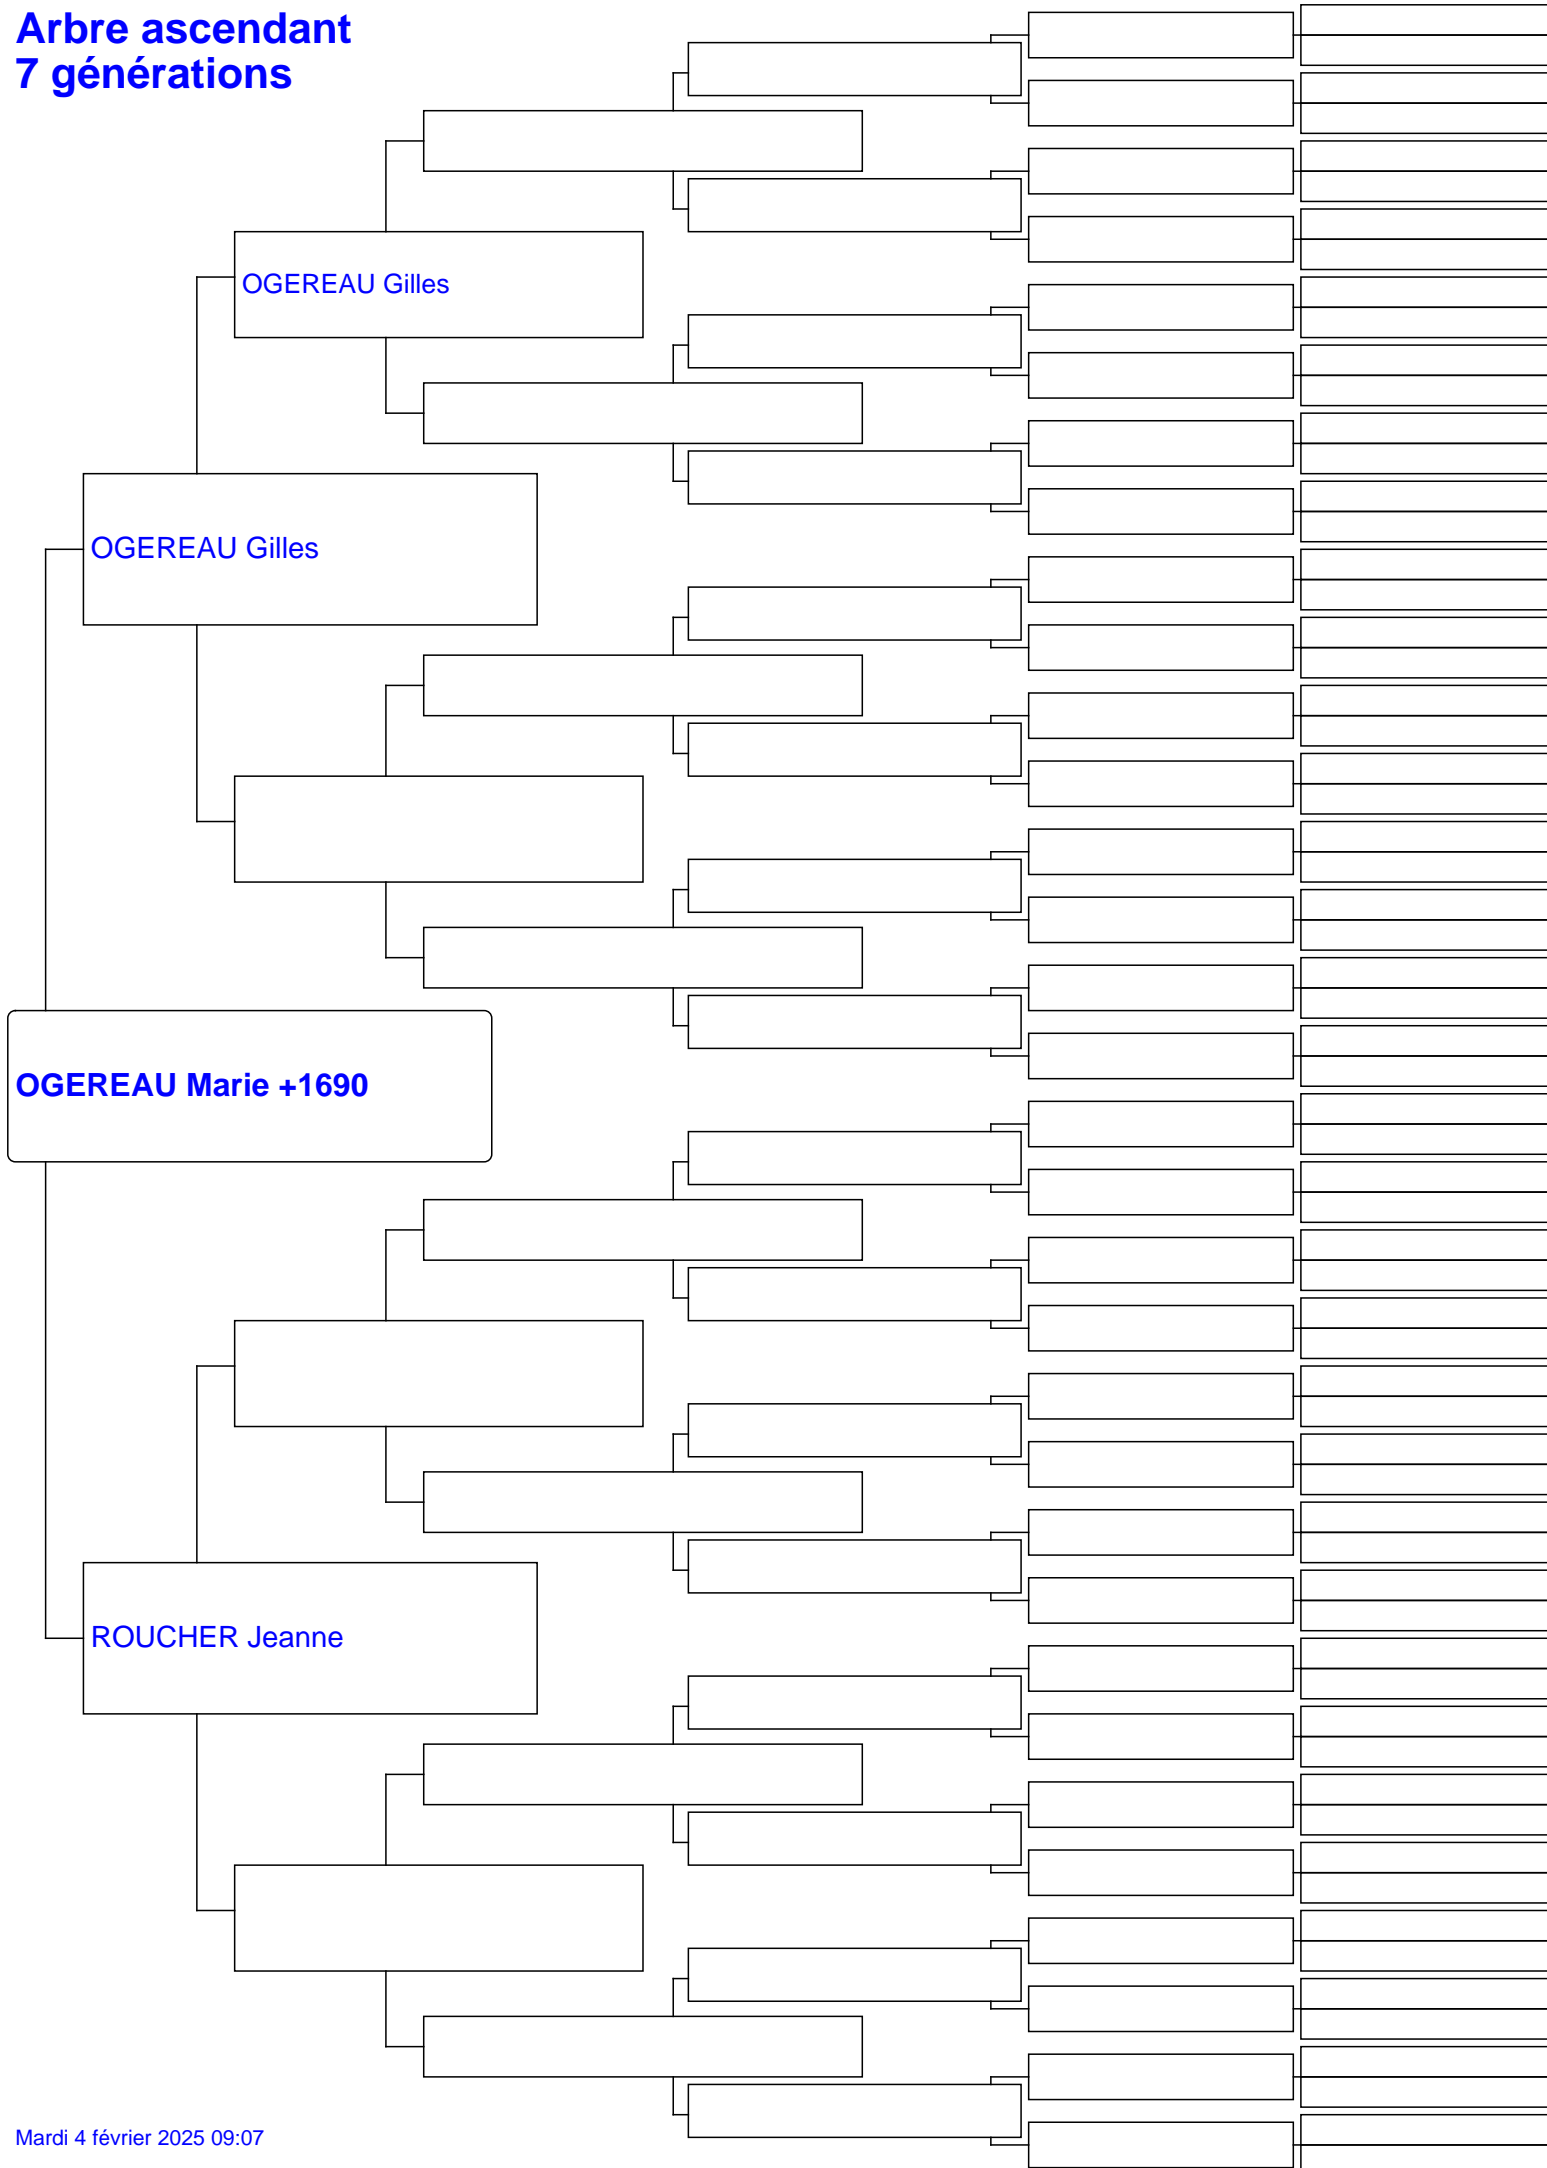 Arbre ascendant
7 générations
OGEREAU Gilles
OGEREAU Gilles
OGEREAU Marie +1690
ROUCHER Jeanne
Mardi 4 février 2025 09:07